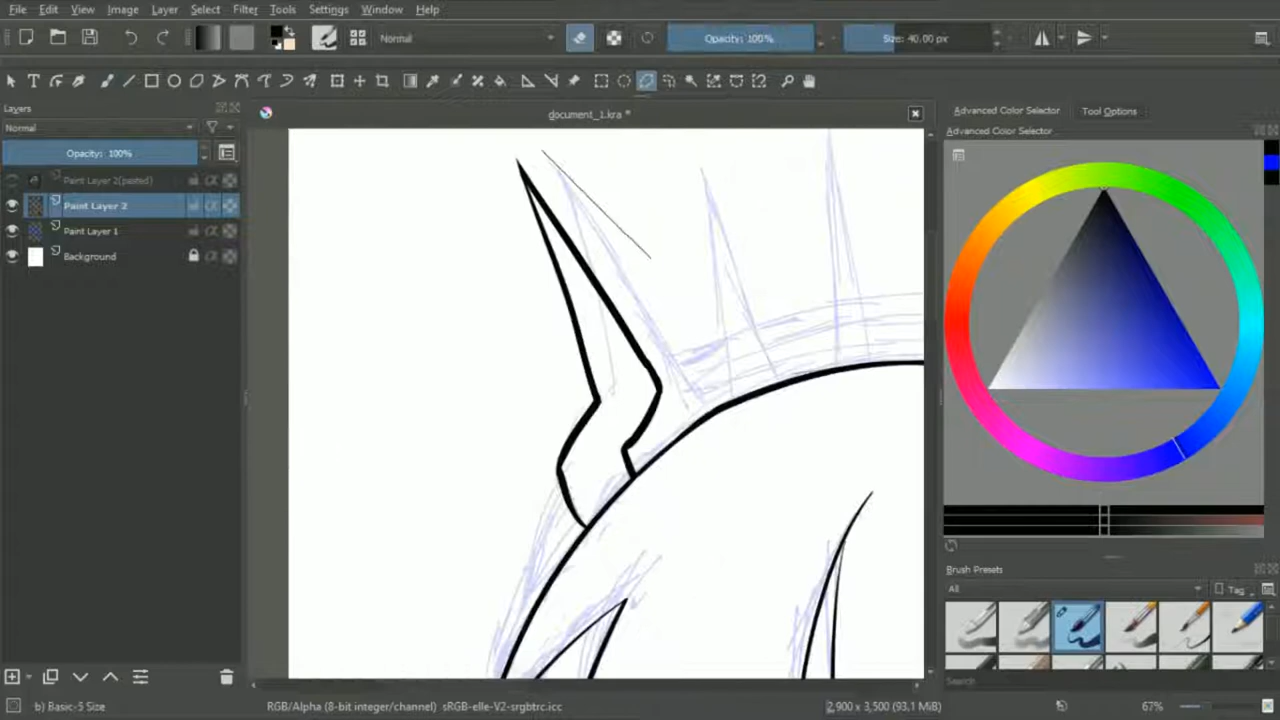 File Edit View Image Layer Select Filter Tools Settings Window Help
Normal Opacity: 100% Size: 40.00 px
Layers
document_1.kra *
Advanced Color Selector Tool Options
Normal
Advanced Color Selector
Opacity: 100%
Paint Layer 2(pasted)
Paint Layer 2
Paint Layer 1
Background
Brush Presets
All Tag
Search
b) Basic-5 Size RGB/Alpha (8-bit integer/channel) sRGB-elle-V2-srgbtrc.icc 2,900 x 3,500 (93.1 MiB) 67%